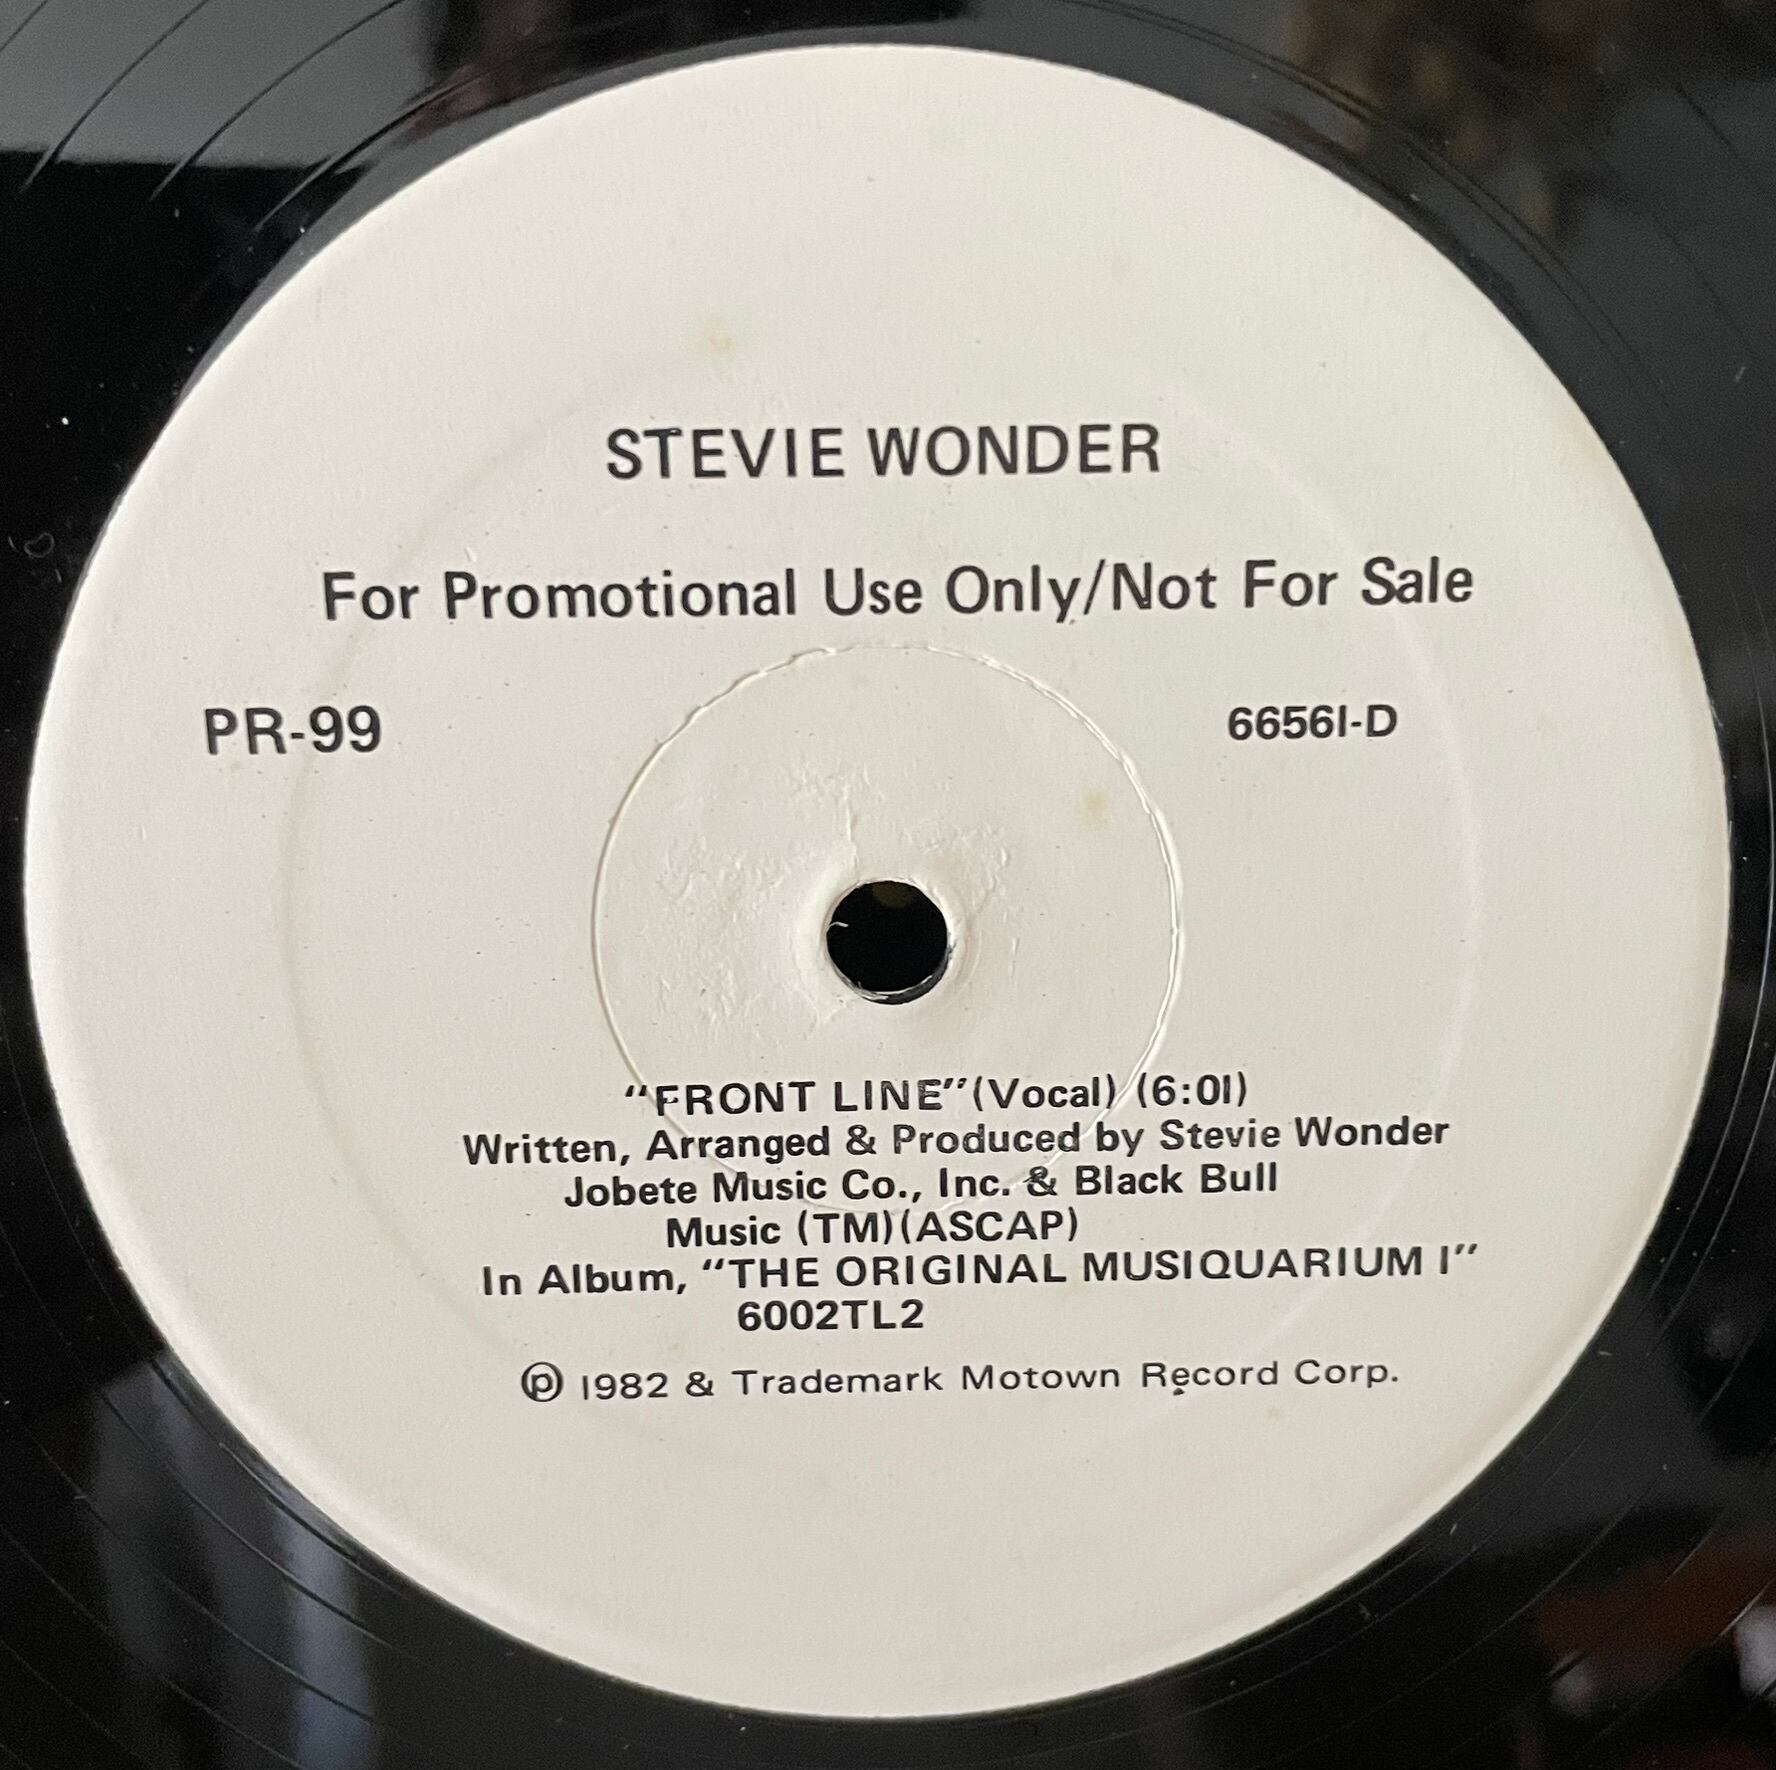 STEVIE WONDER
For Promotional Use Only/Not For Sale
PR-99 66561-D
“FRONT LINE”(Vocal) (6:01)
Written, Arranged & Produced by Stevie Wonder
Jobete Music Co., Inc. & Black Bull
Music (TM)(ASCAP)
In Album, “THE ORIGINAL MUSIQUARIUM I”
6002TL2
℗ 1982 & Trademark Motown Record Corp.